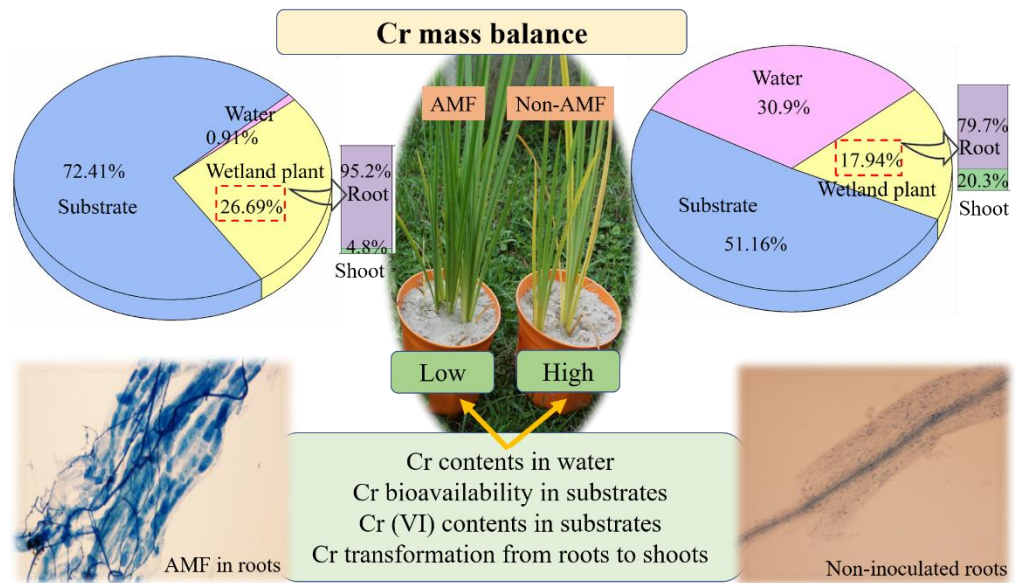 Cr mass balance
Water
0.91%
72.41%
Substrate
Wetland plant
26.69%
95.2%
Root
4.8%
Shoot
AMF
Non-AMF
Water
30.9%
17.94%
Wetland plant
Substrate
51.16%
79.7%
Root
20.3%
Shoot
Low
High
Cr contents in water
Cr bioavailability in substrates
Cr (VI) contents in substrates
Cr transformation from roots to shoots
AMF in roots
Non-inoculated roots